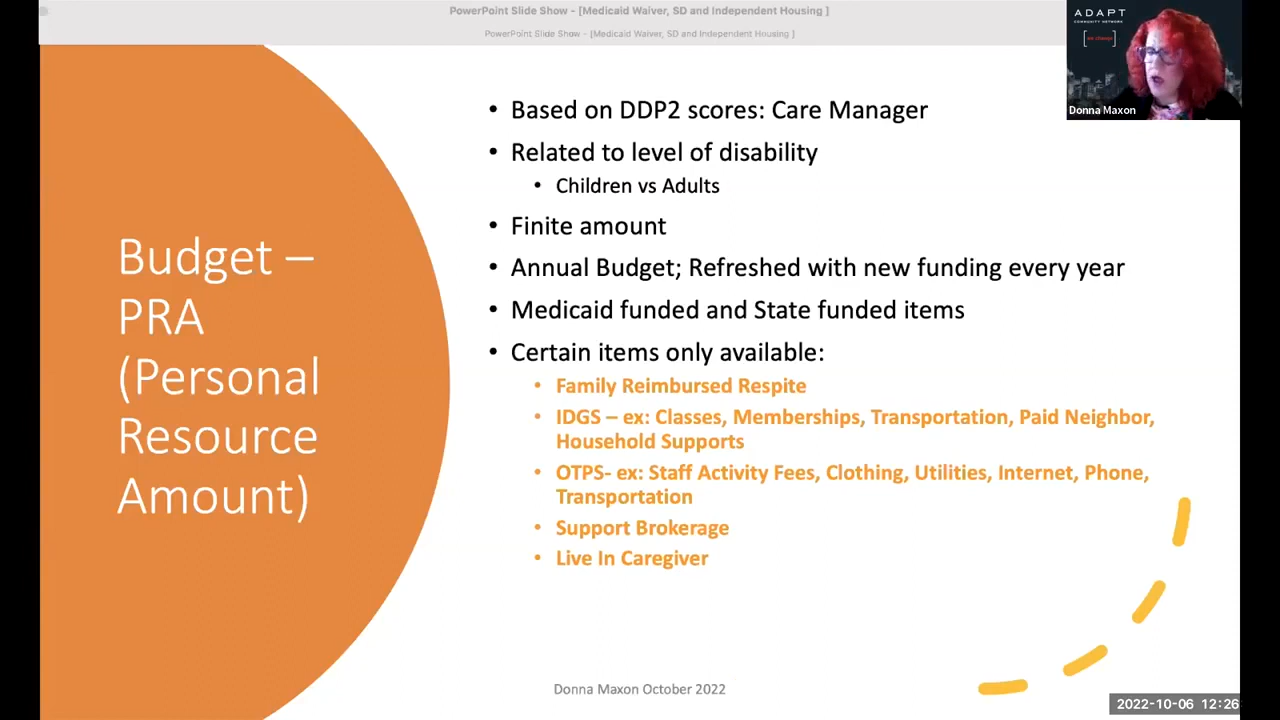 PowerPoint Slide Show - [Medicaid Waiver, SD and Independent Housing ]
PowerPoint Slide Show - [Medicaid Waiver, SD and Independent Housing ]
ADAPT
COMMUNITY NETWORK
[we change]
Donna Maxon
Budget –
PRA
(Personal
Resource
Amount)
• Based on DDP2 scores: Care Manager
• Related to level of disability
• Children vs Adults
• Finite amount
• Annual Budget; Refreshed with new funding every year
• Medicaid funded and State funded items
• Certain items only available:
• Family Reimbursed Respite
• IDGS – ex: Classes, Memberships, Transportation, Paid Neighbor,
Household Supports
• OTPS- ex: Staff Activity Fees, Clothing, Utilities, Internet, Phone,
Transportation
• Support Brokerage
• Live In Caregiver
Donna Maxon October 2022
2022-10-06 12:26